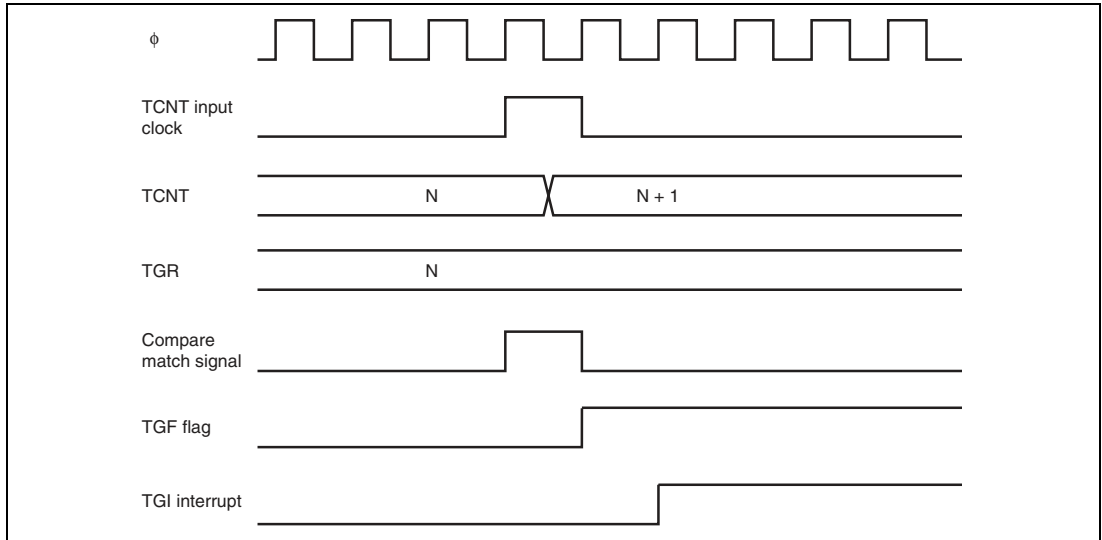 ϕ
TCNT input
clock
TCNT
N
N + 1
TGR
N
Compare
match signal
TGF flag
TGI interrupt